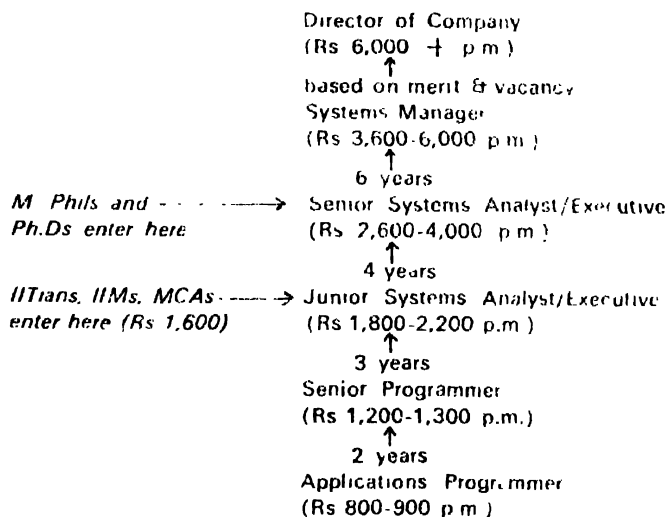 Director of Company
(Rs 6,000 + p m)
↑
based on merit & vacancy
Systems Manager
(Rs 3,600-6,000 p m)
↑
6 years
M Phils and - - - - → Senior Systems Analyst/Executive
Ph.Ds enter here (Rs 2,600-4,000 p m)
↑
4 years
IITians, IIMs, MCAs - - - - → Junior Systems Analyst/Executive
enter here (Rs 1,600) (Rs 1,800-2,200 p.m)
↑
3 years
Senior Programmer
(Rs 1,200-1,300 p.m.)
↑
2 years
Applications Programmer
(Rs 800-900 p m)